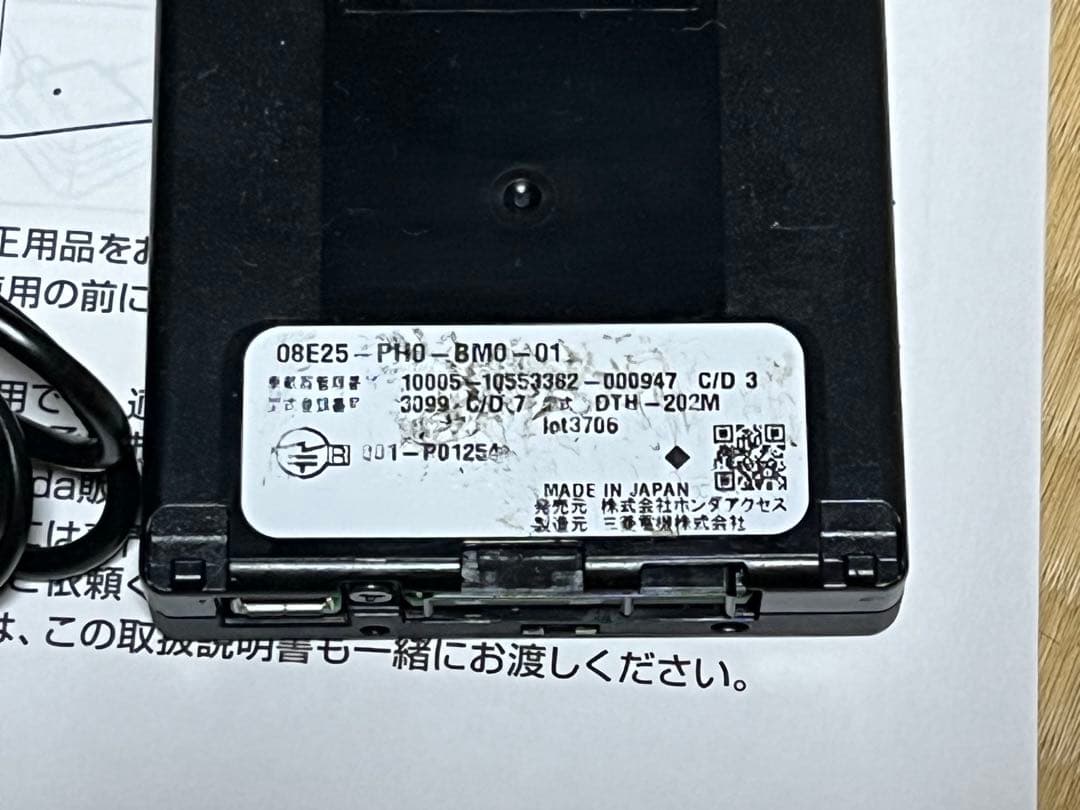 正用品をお
用の前に
08E25-PH0-BM0-01
10005-10553362-000947 C/D 3
3099 C/D 7 DTH-202M
lot3706
R 001-P01254
MADE IN JAPAN
発売元 株式会社ホンダアクセス
製造元 三菱電機株式会社
用で 適
da販
には
ご依頼く
は、この取扱説明書も一緒にお渡しください。